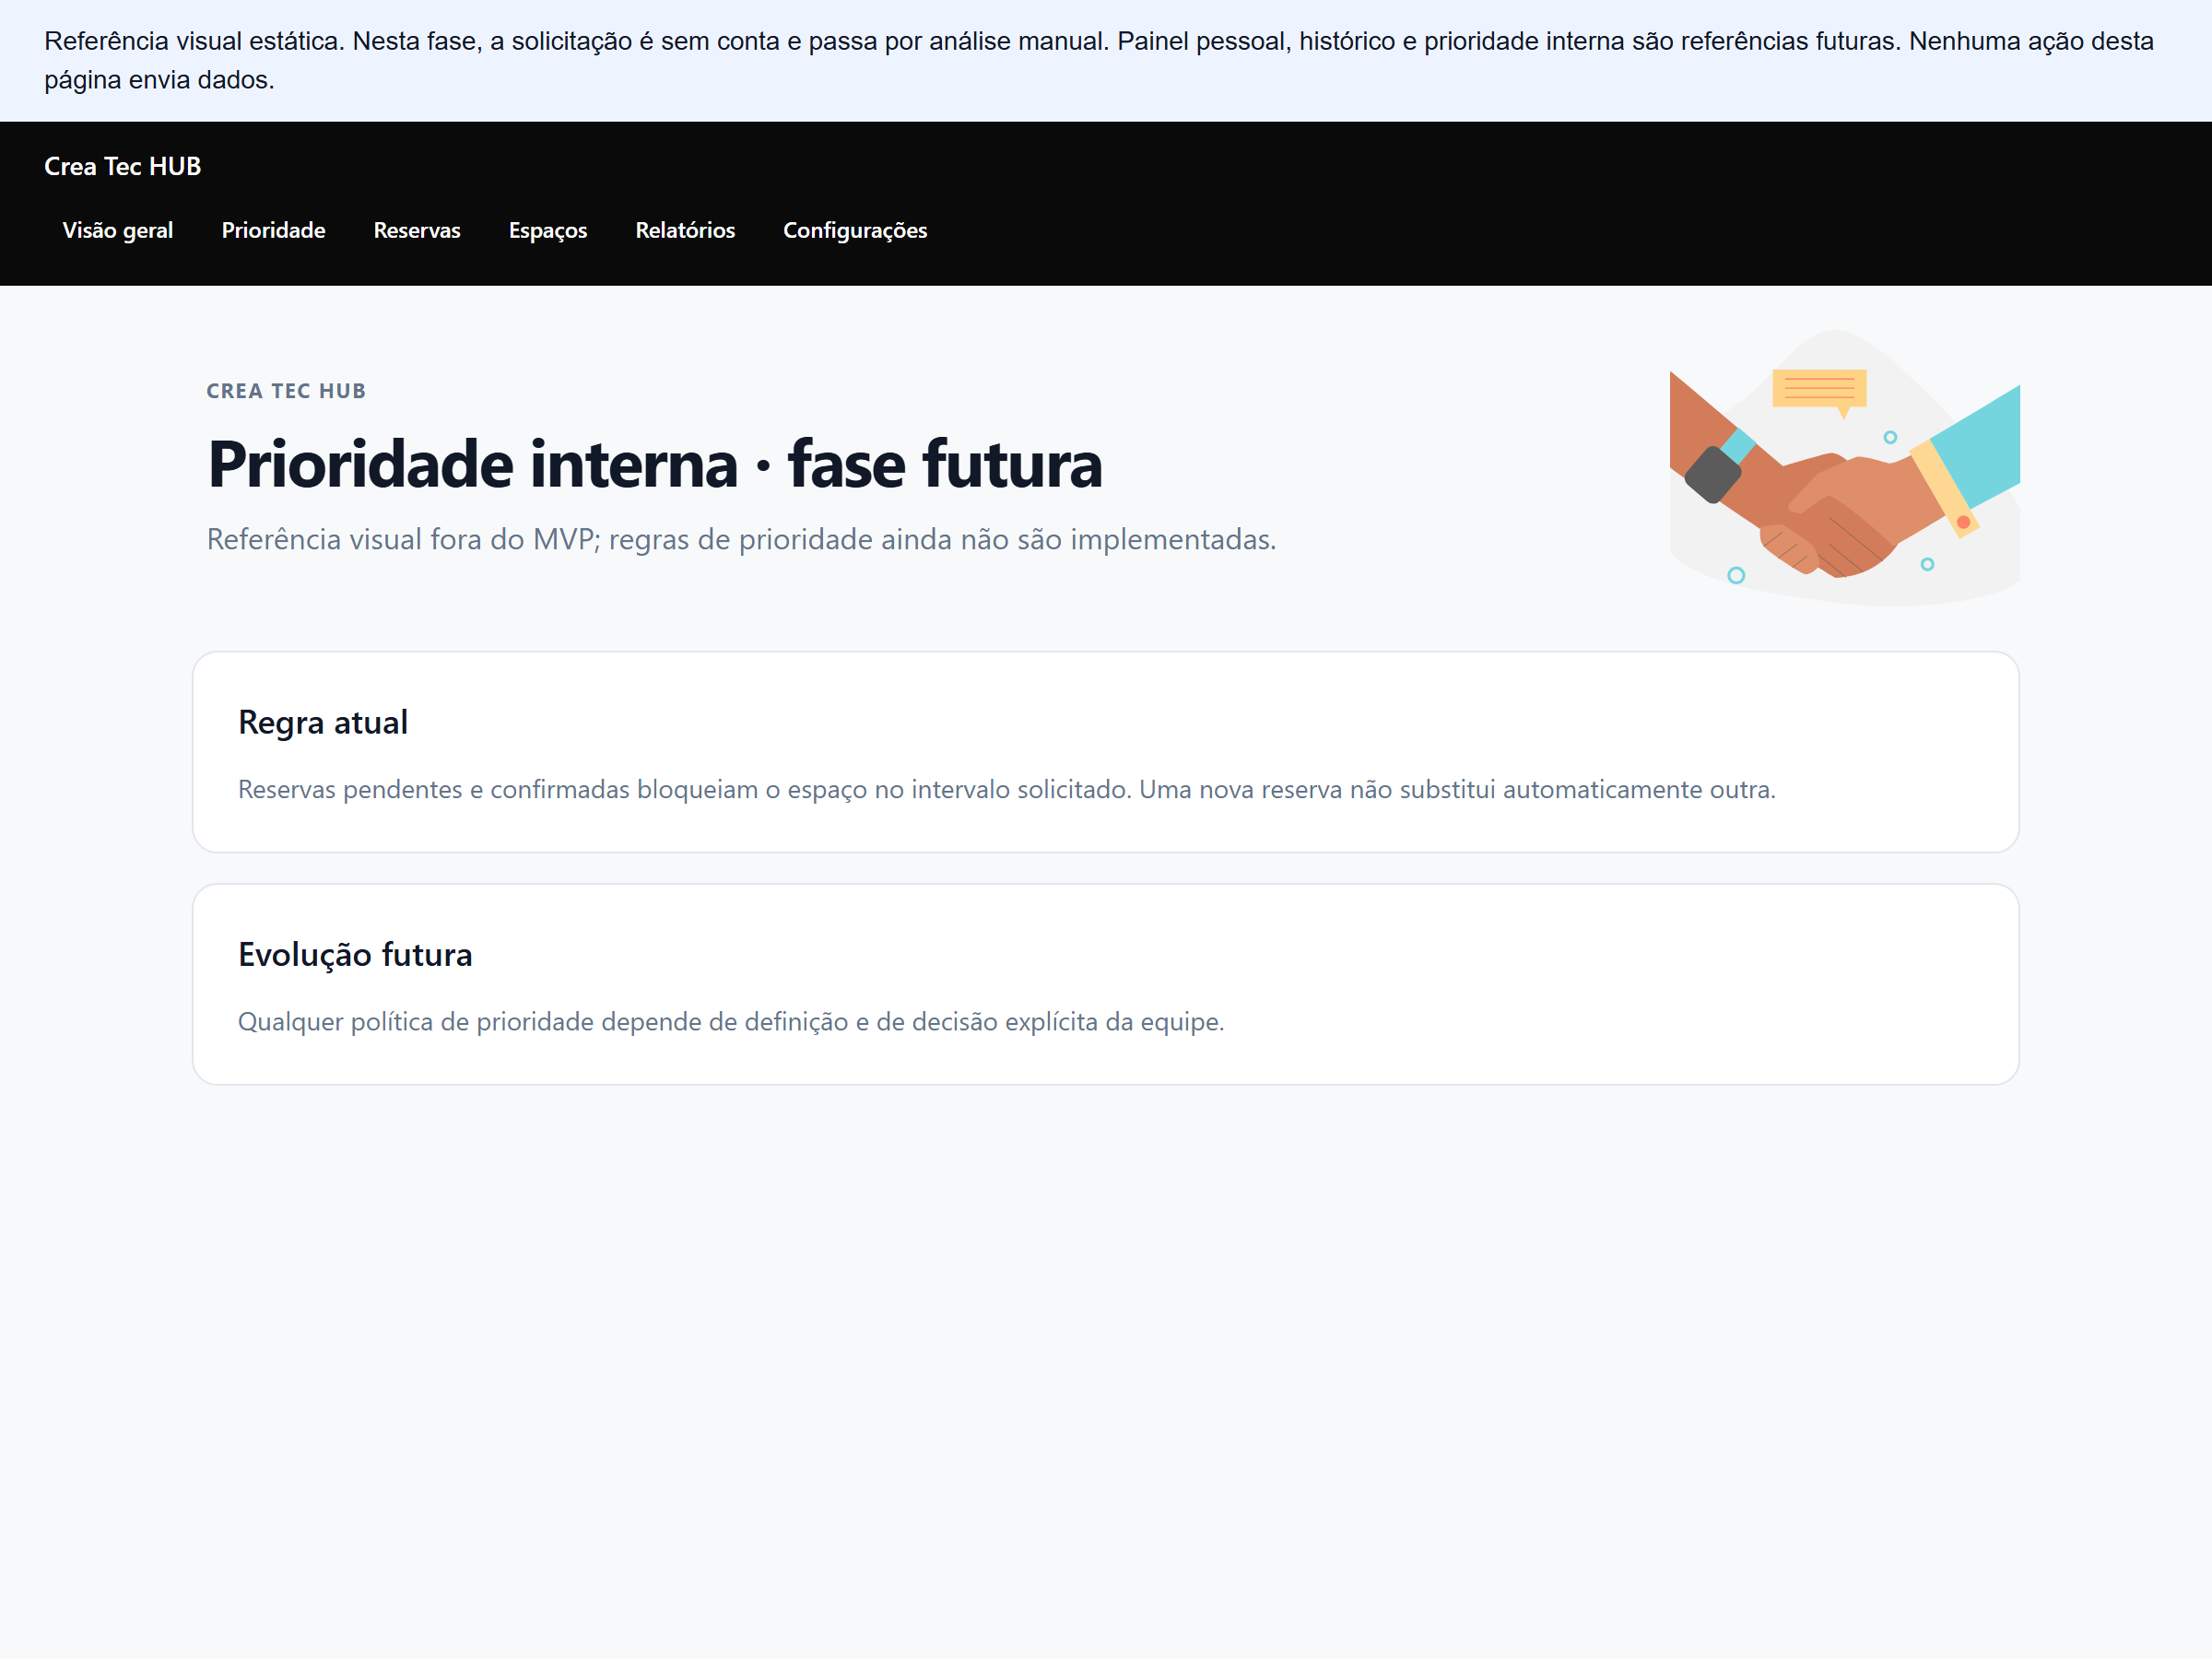 Referência visual estática. Nesta fase, a solicitação é sem conta e passa por análise manual. Painel pessoal, histórico e prioridade interna são referências futuras. Nenhuma ação desta
página envia dados.
Crea Tec HUB
Visão geral Prioridade Reservas Espaços Relatórios Configurações
CREA TEC HUB
Prioridade interna · fase futura
Referência visual fora do MVP; regras de prioridade ainda não são implementadas.
Regra atual
Reservas pendentes e confirmadas bloqueiam o espaço no intervalo solicitado. Uma nova reserva não substitui automaticamente outra.
Evolução futura
Qualquer política de prioridade depende de definição e de decisão explícita da equipe.